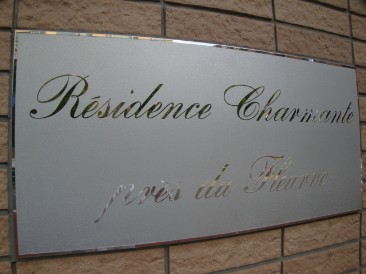 Résidence Charmante
près du Fleuve